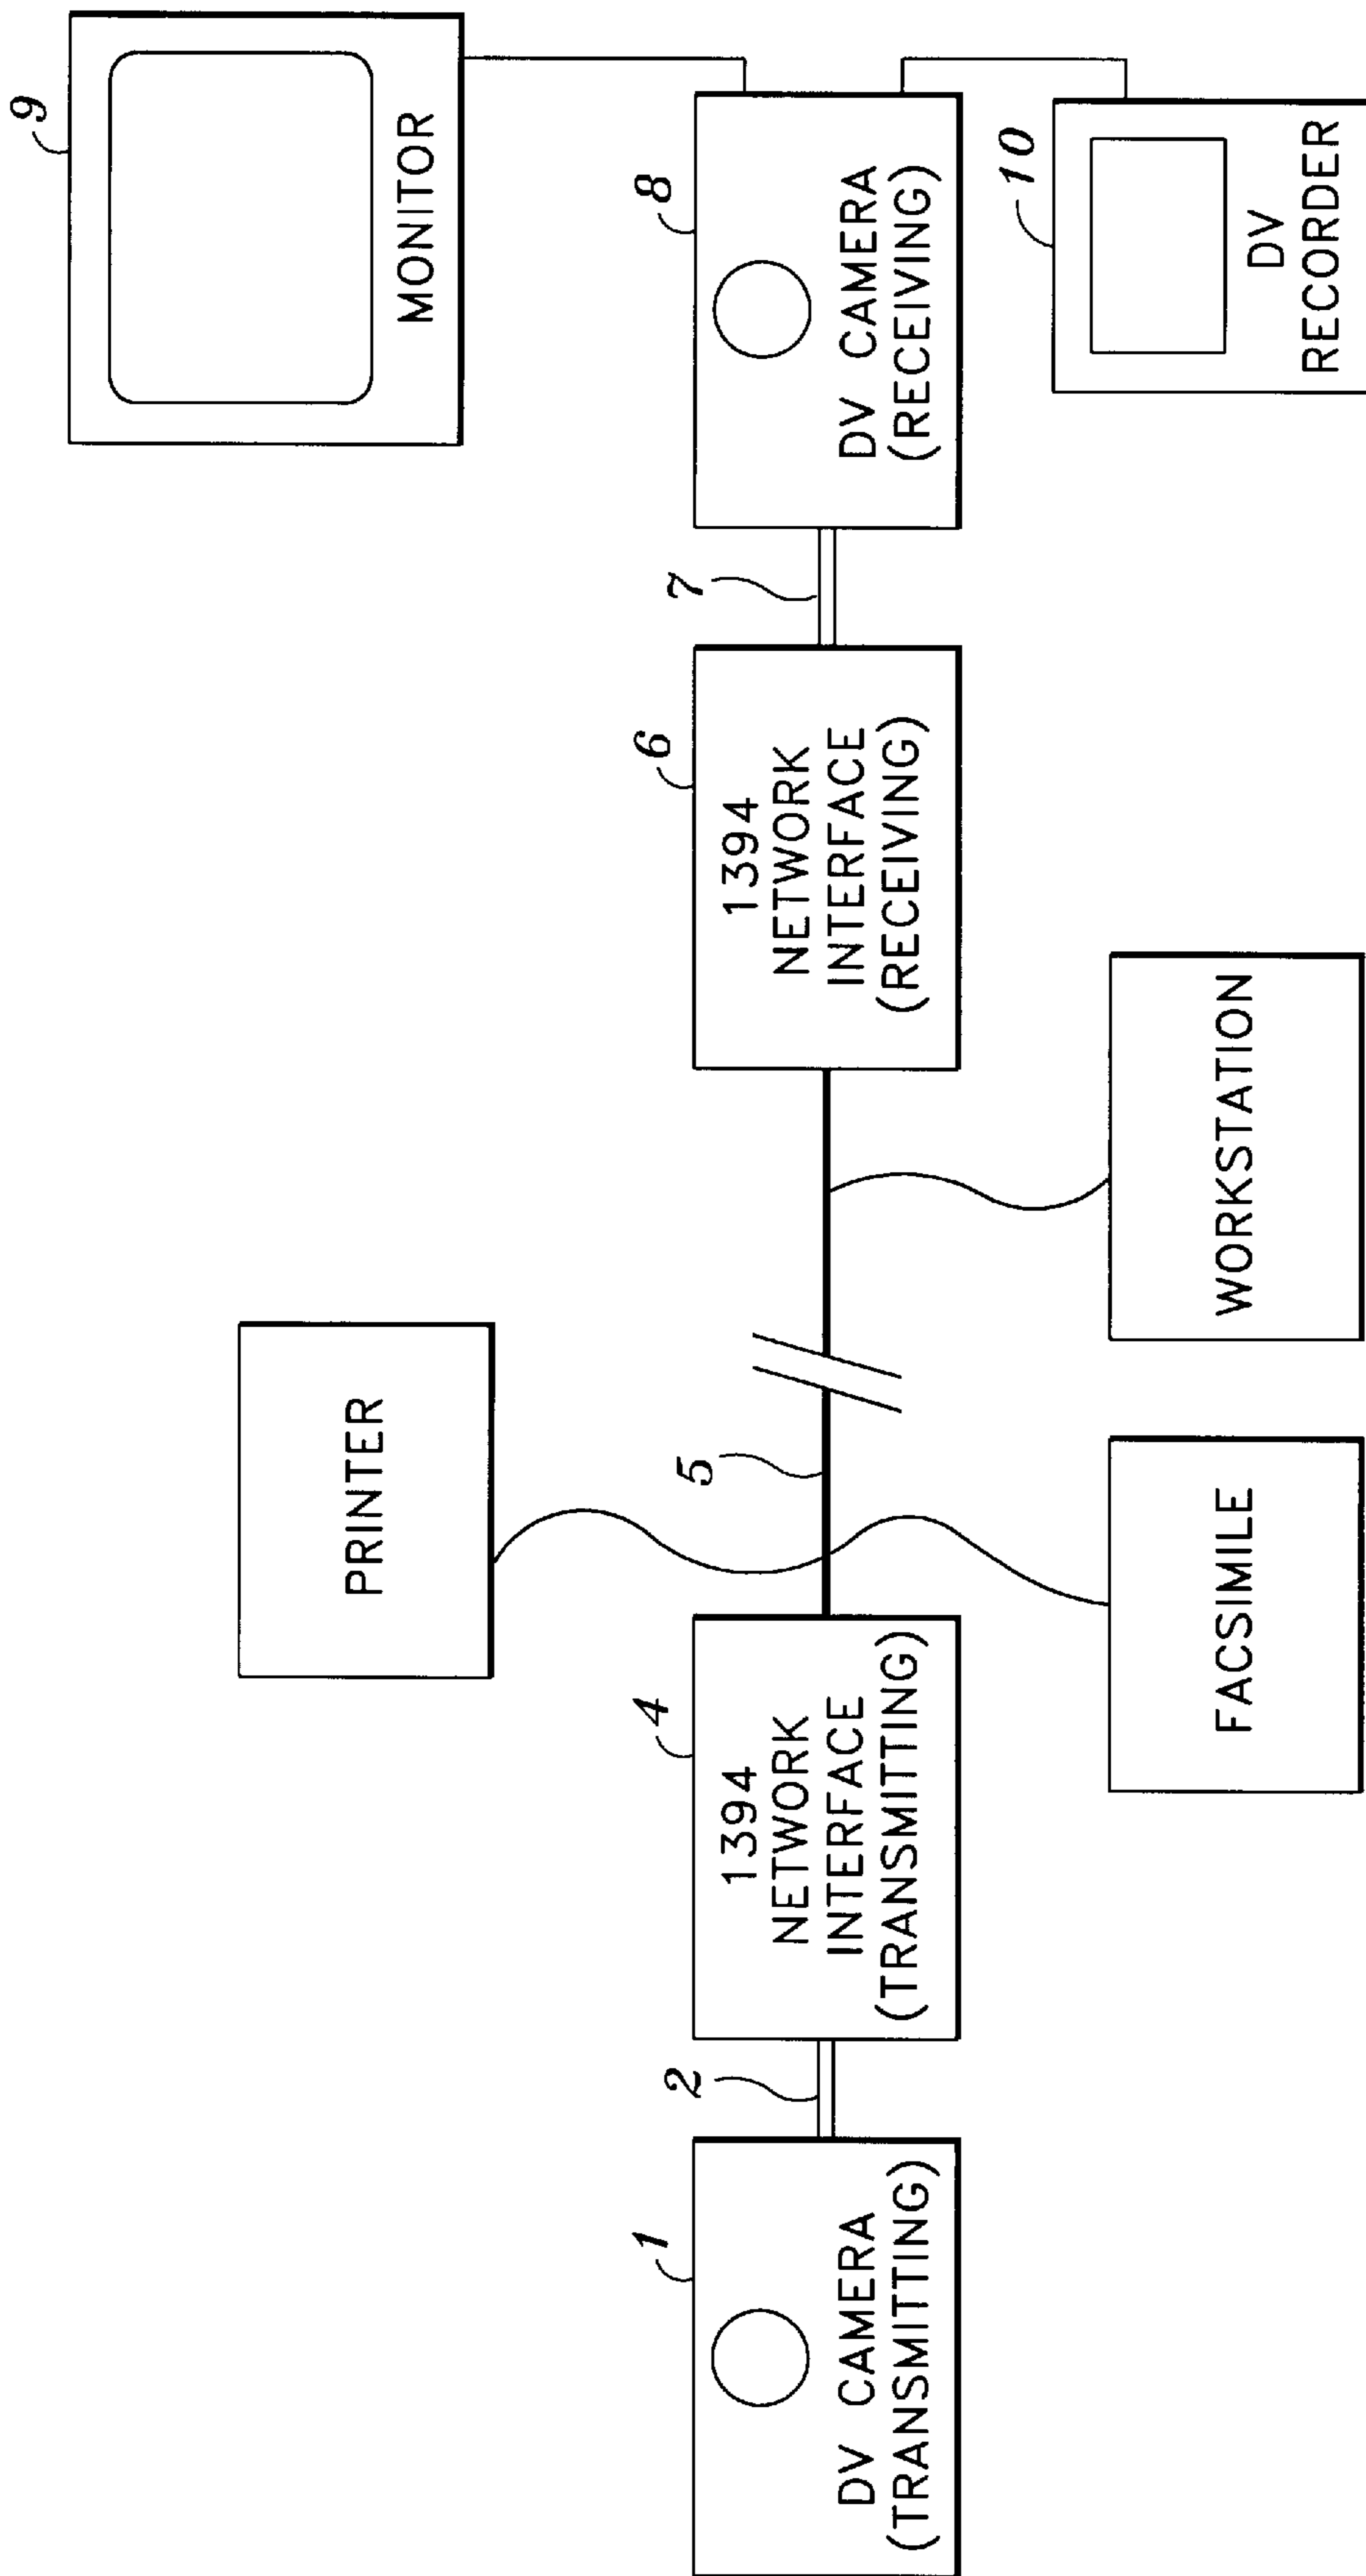 9
MONITOR
PRINTER
1
DV CAMERA
(TRANSMITTING)
2
4
1394
NETWORK
INTERFACE
(TRANSMITTING)
5
6
1394
NETWORK
INTERFACE
(RECEIVING)
7
8
DV CAMERA
(RECEIVING)
FACSIMILE
WORKSTATION
10
DV
RECORDER